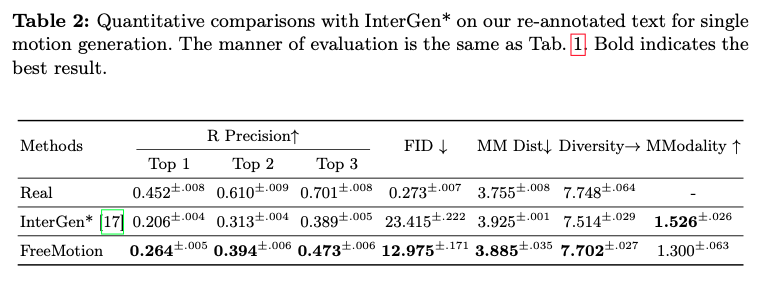 Table 2: Quantitative comparisons with InterGen* on our re-annotated text for single
motion generation. The manner of evaluation is the same as Tab. 1. Bold indicates the
best result.
Methods R Precision↑ FID ↓ MM Dist↓ Diversity→ MModality ↑
Top 1 Top 2 Top 3
Real 0.452±.008 0.610±.009 0.701±.008 0.273±.007 3.755±.008 7.748±.064 -
InterGen* [17] 0.206±.004 0.313±.004 0.389±.005 23.415±.222 3.925±.001 7.514±.029 1.526±.026
FreeMotion 0.264±.005 0.394±.006 0.473±.006 12.975±.171 3.885±.035 7.702±.027 1.300±.063